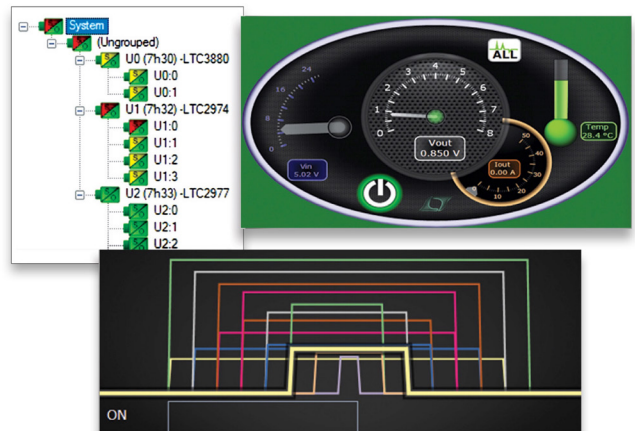 System
(Ungrouped)
U0 (7h30) -LTC3880
U0:0
U0:1
U1 (7h32) -LTC2974
U1:0
U1:1
U1:2
U1:3
U2 (7h33) -LTC2977
U2:0
U2:1
U2:2
ALL
24
16
8
0
Vin
5.02 V
0
1
2
3
4
5
6
7
8
Vout
0.850 V
Iout
0.00 A
0
10
20
30
40
50
Temp
28.4 °C
ON